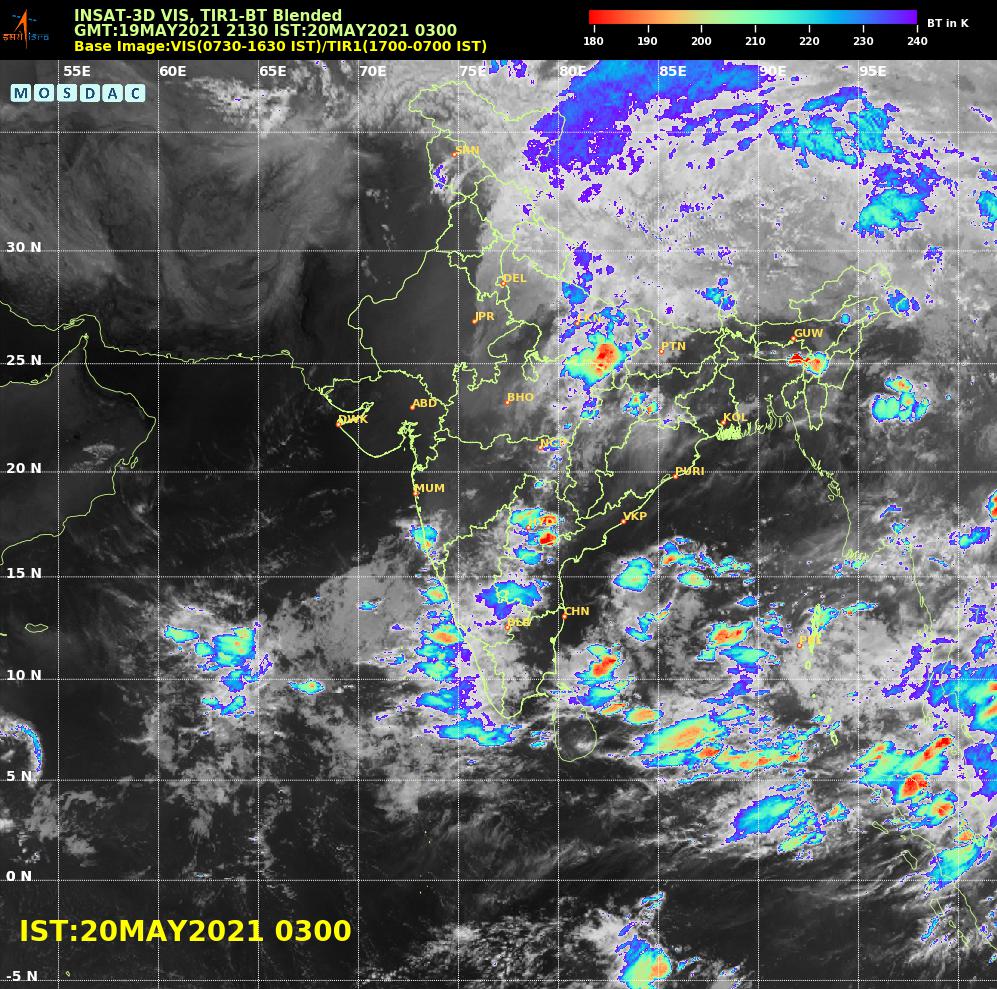 INSAT-3D VIS, TIR1-BT Blended
GMT:19MAY2021 2130 IST:20MAY2021 0300
Base Image:VIS(0730-1630 IST)/TIR1(1700-0700 IST)
BT in K
180 190 200 210 220 230 240
55E 60E 65E 70E 75E 80E 85E 90E 95E
MOSDAC
SRN
30 N
DEL
JPR
LKN
GUW
PTN
25 N
BHO
ABD
DWK
KOL
NGP
20 N
PURI
MUM
VKP
15 N
CHN
BLR
10 N
5 N
0 N
IST:20MAY2021 0300
-5 N